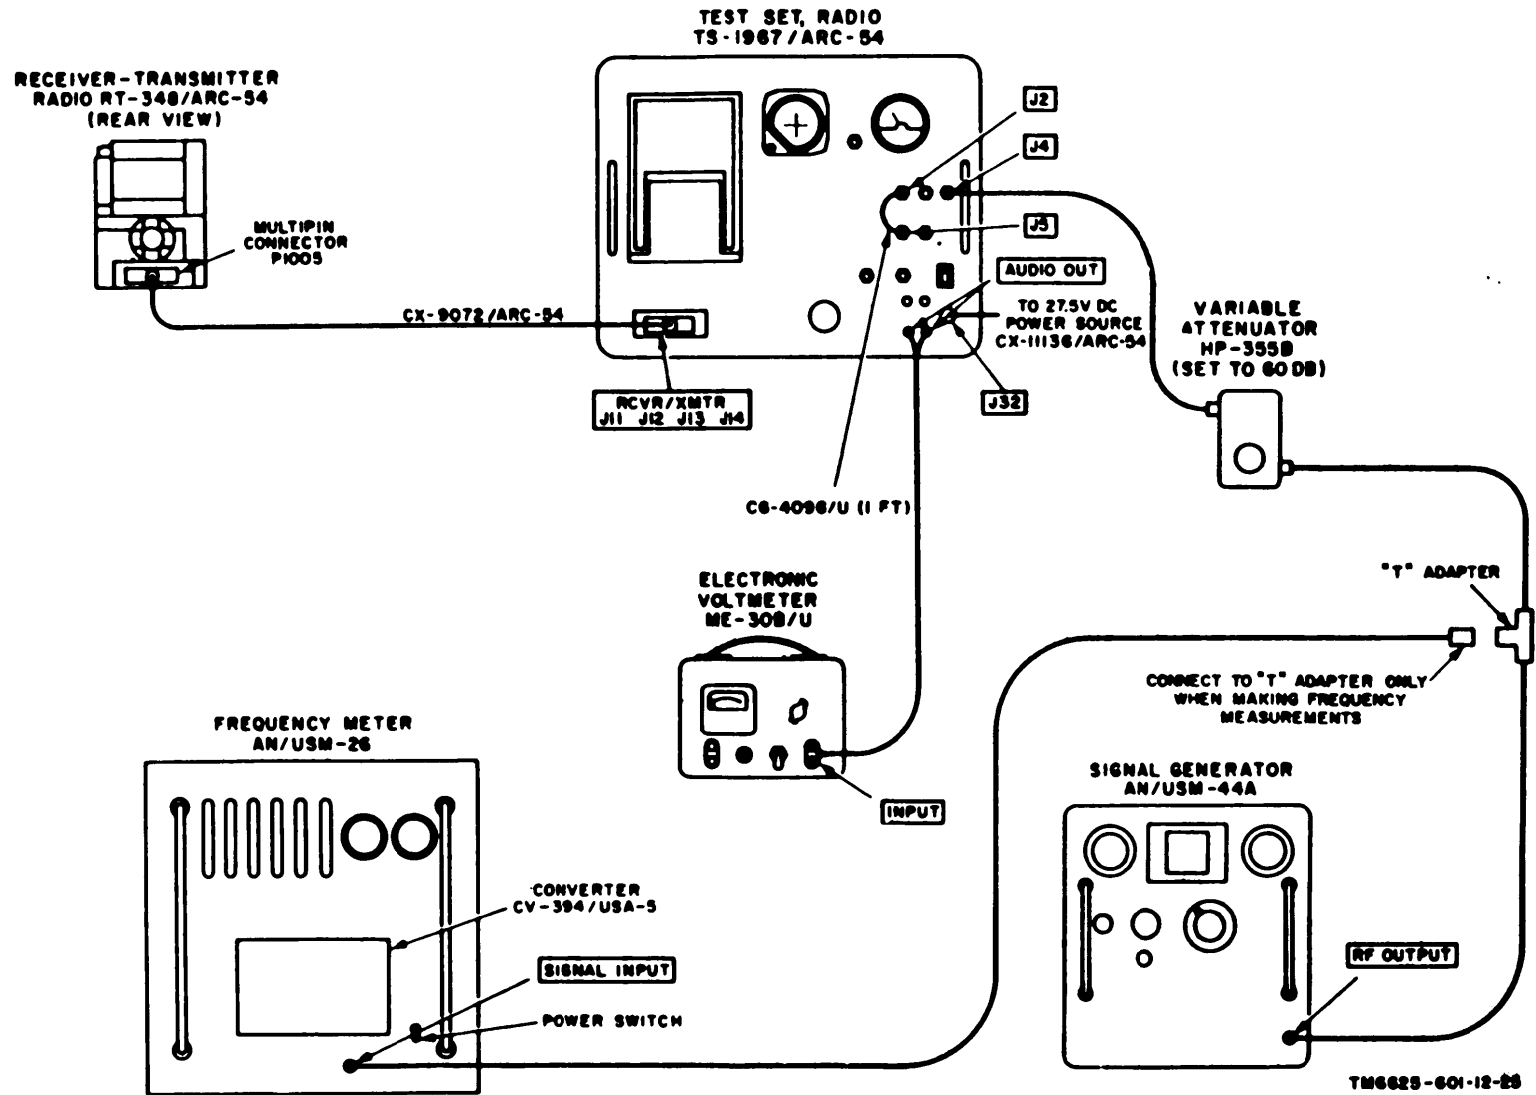 TEST SET, RADIO
TS-1967/ARC-54
RECEIVER-TRANSMITTER
RADIO RT-348/ARC-54
(REAR VIEW)
MULTIPIN
CONNECTOR
P1005
CX-9072/ARC-54
RCVR/XMTR
J11 J12 J13 J14
J2
J4
J5
AUDIO OUT
TO 27.5V DC
POWER SOURCE
CX-11136/ARC-54
J32
VARIABLE
ATTENUATOR
HP-355B
(SET TO 60 DB)
CG-4096/U (1 FT)
"T" ADAPTER
CONNECT TO "T" ADAPTER ONLY
WHEN MAKING FREQUENCY
MEASUREMENTS
ELECTRONIC
VOLTMETER
ME-30B/U
INPUT
FREQUENCY METER
AN/USM-26
CONVERTER
CV-394/USA-5
SIGNAL INPUT
POWER SWITCH
SIGNAL GENERATOR
AN/USM-44A
RF OUTPUT
TM6625-601-12-25